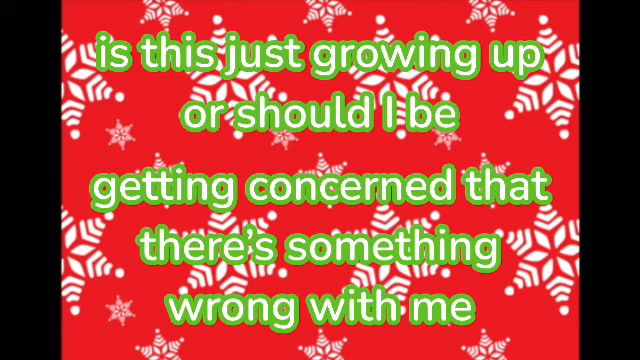 is this just growing up
or should I be
getting concerned that
there's something
wrong with me